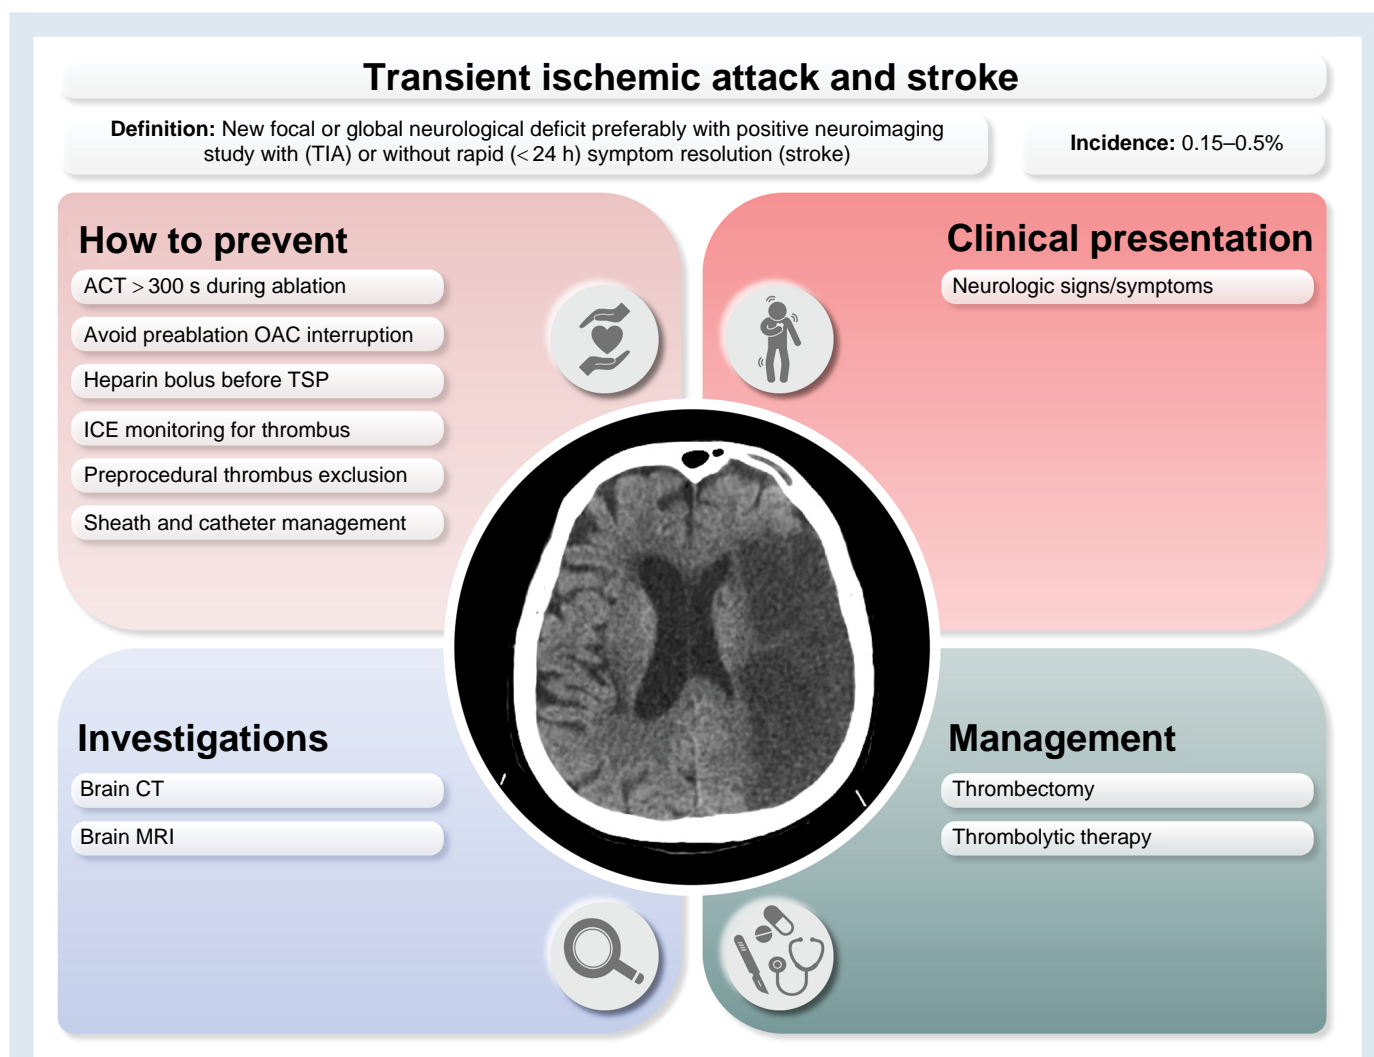 Transient ischemic attack and stroke
Definition: New focal or global neurological deficit preferably with positive neuroimaging
study with (TIA) or without rapid (< 24 h) symptom resolution (stroke)
Incidence: 0.15–0.5%
How to prevent
ACT > 300 s during ablation
Avoid preablation OAC interruption
Heparin bolus before TSP
ICE monitoring for thrombus
Preprocedural thrombus exclusion
Sheath and catheter management
Clinical presentation
Neurologic signs/symptoms
Investigations
Brain CT
Brain MRI
Management
Thrombectomy
Thrombolytic therapy